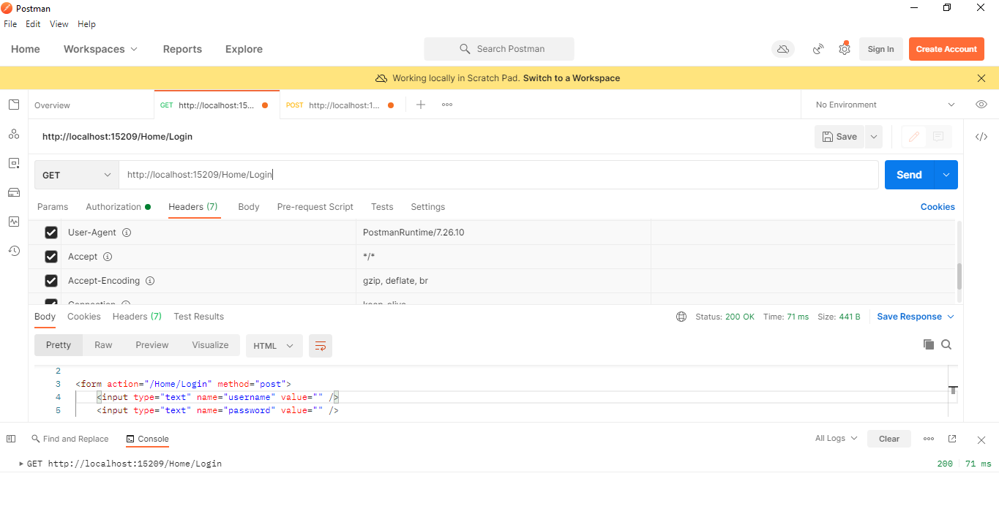 Postman
File Edit View Help
Home Workspaces Reports Explore Search Postman Sign In Create Account
Working locally in Scratch Pad. Switch to a Workspace
Overview GET http://localhost:15... POST http://localhost:1... No Environment
http://localhost:15209/Home/Login Save
GET http://localhost:15209/Home/Login Send
Params Authorization Headers (7) Body Pre-request Script Tests Settings Cookies
User-Agent PostmanRuntime/7.26.10
Accept */*
Accept-Encoding gzip, deflate, br
Connection keep-alive
Body Cookies Headers (7) Test Results Status: 200 OK Time: 71 ms Size: 441 B Save Response
Pretty Raw Preview Visualize HTML
2
3 <form action="/Home/Login" method="post">
4 <input type="text" name="username" value="" />
5 <input type="text" name="password" value="" />
Find and Replace Console All Logs Clear
GET http://localhost:15209/Home/Login 200 71 ms